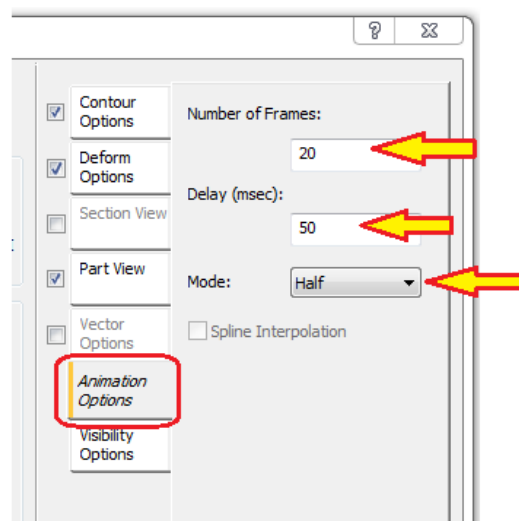 Contour
Options
Deform
Options
Section View
Part View
Vector
Options
Animation
Options
Visibility
Options
Number of Frames:
20
Delay (msec):
50
Mode:
Half
Spline Interpolation